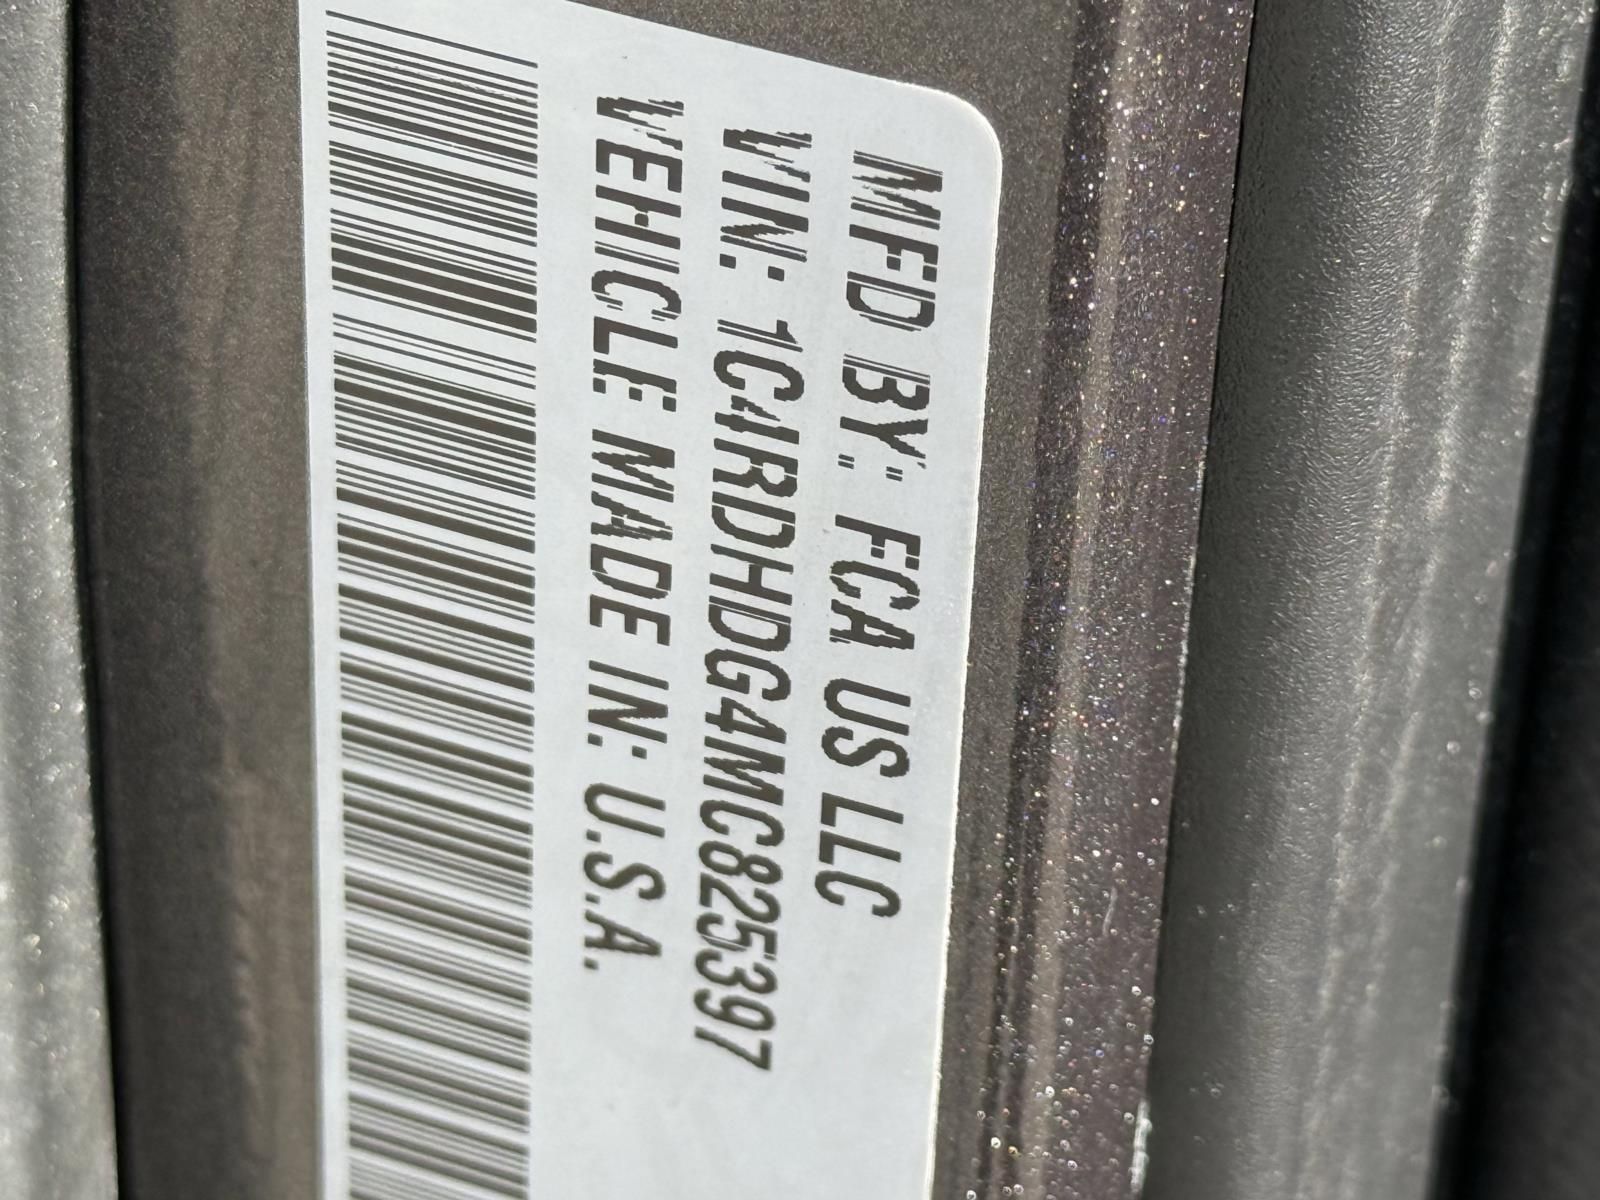 MFD BY: FCA US LLC
VIN: 1C4RDHDG4MC825397
VEHICLE MADE IN: U.S.A.